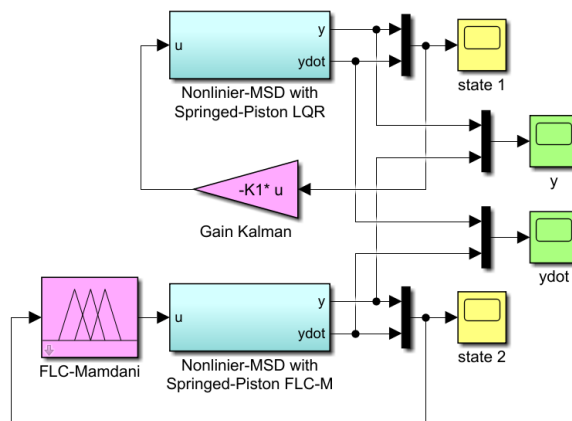 y
u
ydot
Nonlinier-MSD with
Springed-Piston LQR
state 1
-K1* u
Gain Kalman
y
ydot
y
u
ydot
FLC-Mamdani
Nonlinier-MSD with
Springed-Piston FLC-M
state 2